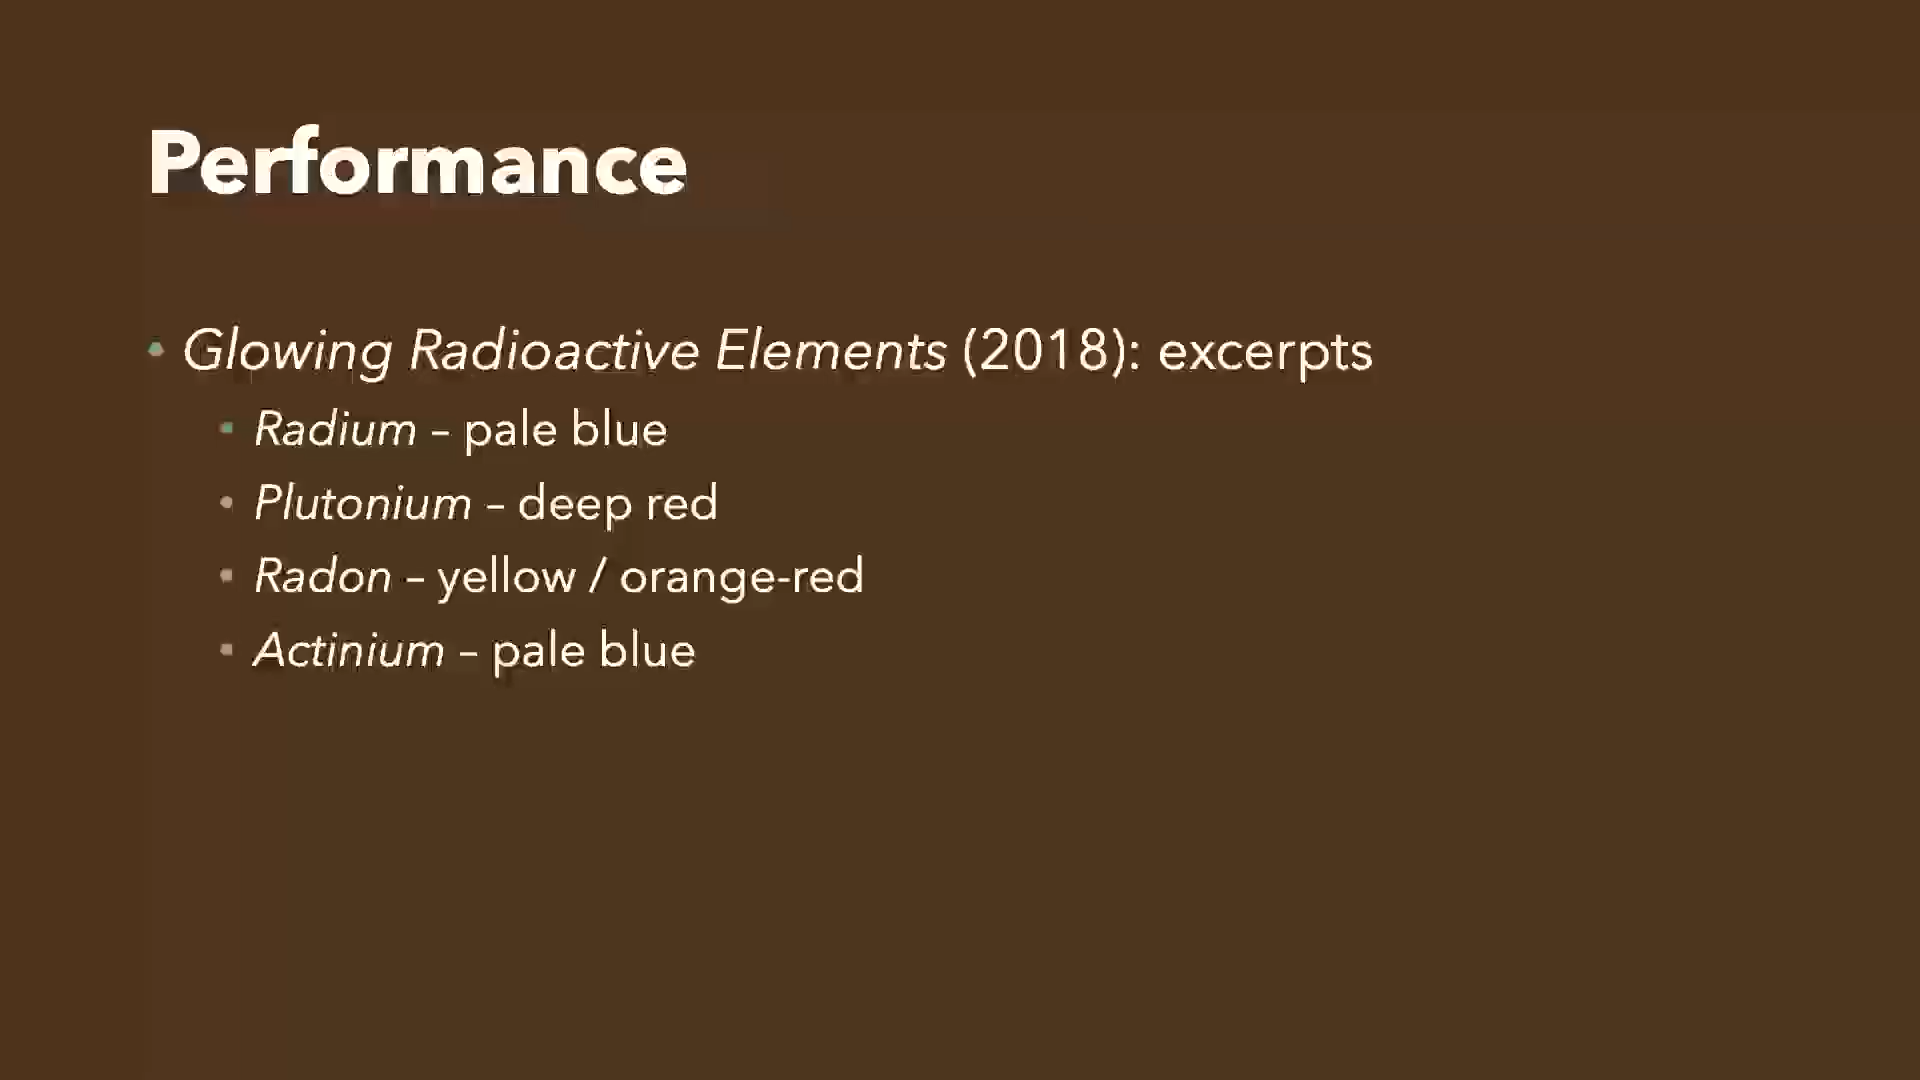 Performance
• Glowing Radioactive Elements (2018): excerpts
• Radium – pale blue
• Plutonium – deep red
• Radon – yellow / orange-red
• Actinium – pale blue